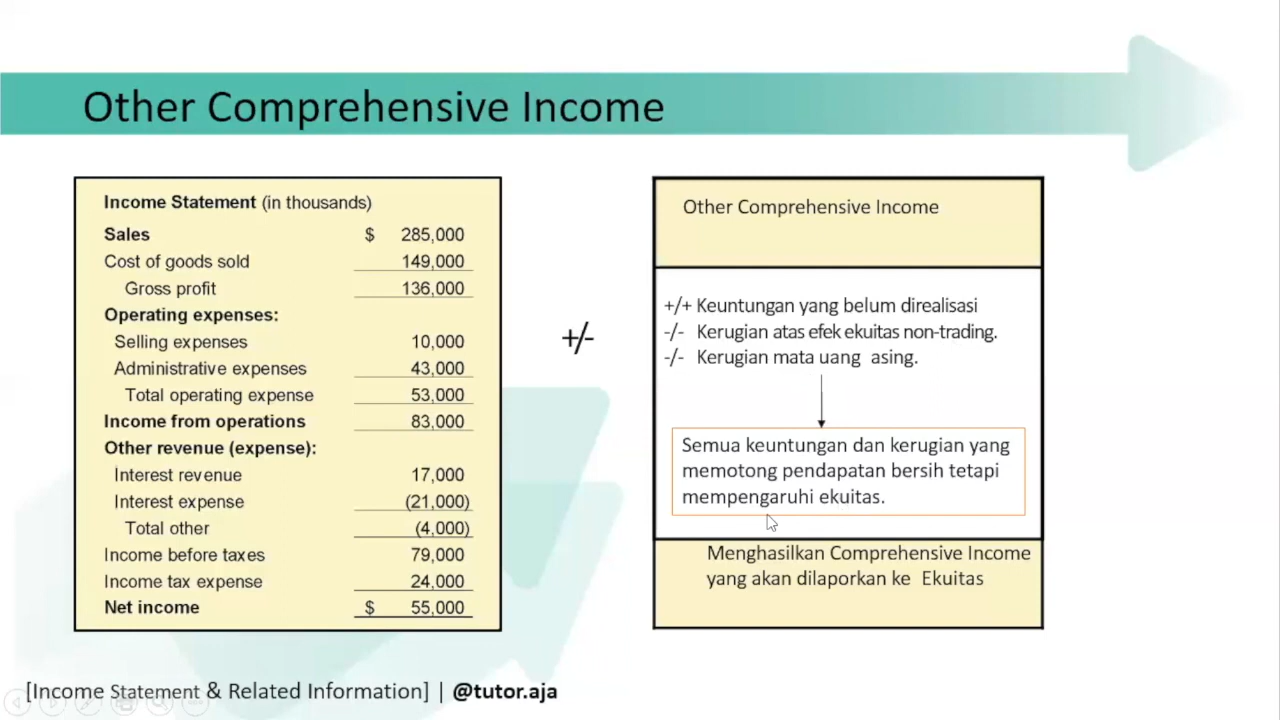 Other Comprehensive Income
Income Statement (in thousands)
Sales $ 285,000
Cost of goods sold 149,000
Gross profit 136,000
Operating expenses:
Selling expenses 10,000
Administrative expenses 43,000
Total operating expense 53,000
Income from operations 83,000
Other revenue (expense):
Interest revenue 17,000
Interest expense (21,000)
Total other (4,000)
Income before taxes 79,000
Income tax expense 24,000
Net income $ 55,000
+/-
Other Comprehensive Income
+/+ Keuntungan yang belum direalisasi
-/- Kerugian atas efek ekuitas non-trading.
-/- Kerugian mata uang asing.
Semua keuntungan dan kerugian yang
memotong pendapatan bersih tetapi
mempengaruhi ekuitas.
Menghasilkan Comprehensive Income
yang akan dilaporkan ke Ekuitas
[Income Statement & Related Information] | @tutor.aja